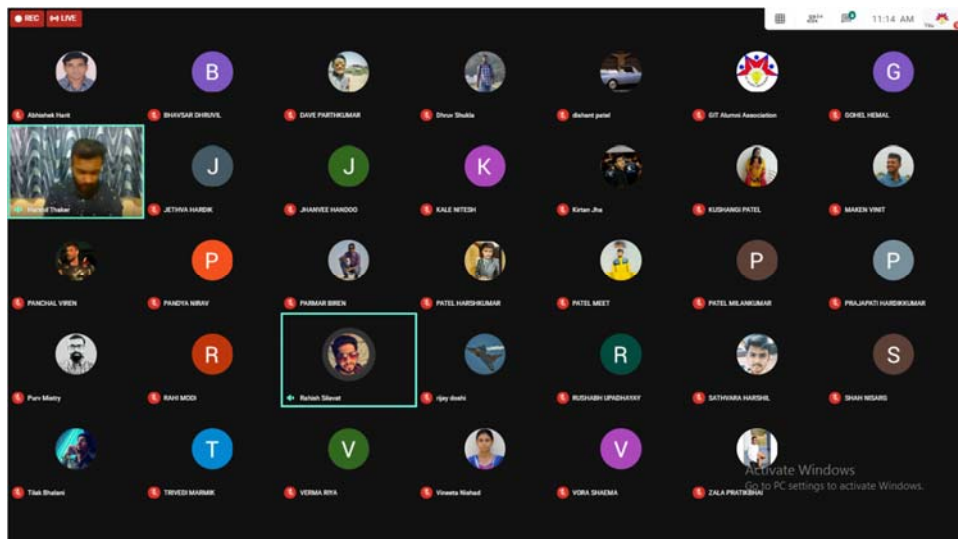 REC LIVE 11:14 AM
B G
Abhishek Harit BHAVSAR DHRUVIL DAVE PARTHKUMAR Dhruv Shukla dishant patel GIT Alumni Association GOHEL HEMAL
J J K
Thaker JETHVA HARDIK JHANVEE HANDOO KALE NITESH Kirtan Jha KUSHANGI PATEL MAKEN VINIT
P P P
PANCHAL VIREN PANDYA NIRAV PARMAR BIREN PATEL HARSHKUMAR PATEL MEET PATEL MILANKUMAR PRAJAPATI HARDIKKUMAR
R R S
Purv Mistry RAHI MODI Rahish Silavat rijay doshi RUSHABH UPADHAYAY SATHVARA HARSHIL SHAH NISARG
T V V
Activate Windows
Go to PC settings to activate Windows.
Tilak Bhalani TRIVEDI MARMIK VERMA RIYA Vineeta Nishad VORA SHAEMA ZALA PRATIKBHAI